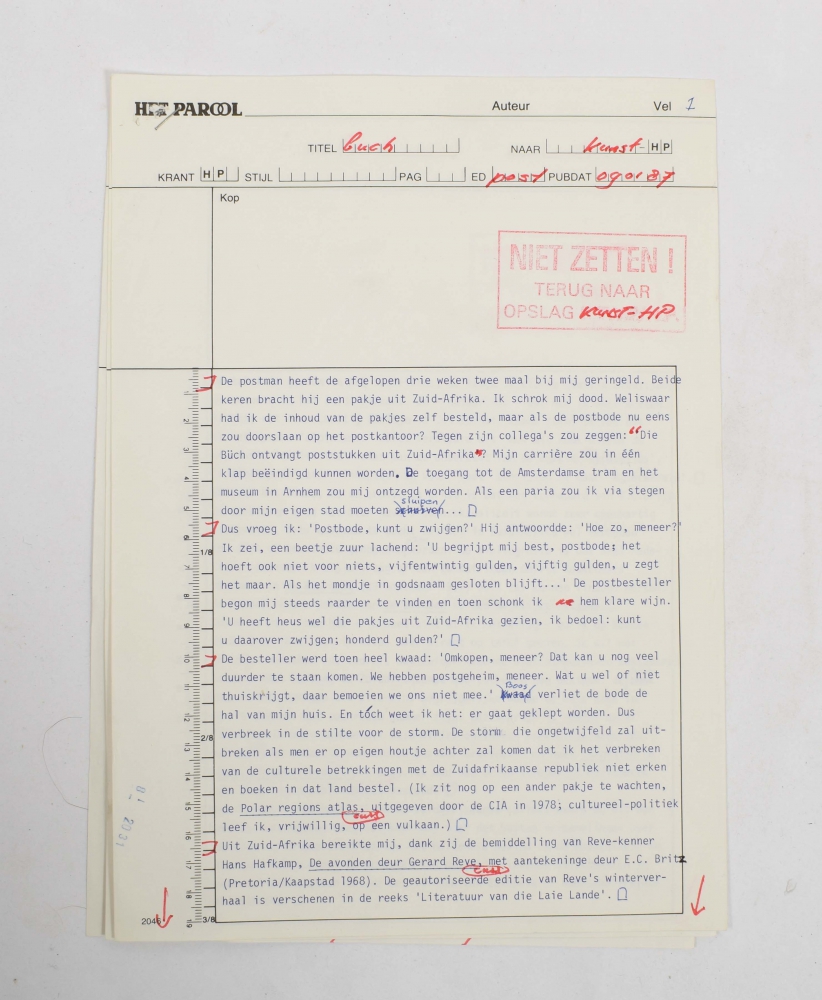 HET PAROOL Auteur Vel 1
TITEL buch NAAR kunst-HP
KRANT HP STIJL PAG ED post PUBDAT 090187
Kop
NIET ZETTEN !
TERUG NAAR
OPSLAG KUNST-HP
De postman heeft de afgelopen drie weken twee maal bij mij geringeld. Beide
keren bracht hij een pakje uit Zuid-Afrika. Ik schrok mij dood. Weliswaar
had ik de inhoud van de pakjes zelf besteld, maar als de postbode nu eens
zou doorslaan op het postkantoor? Tegen zijn collega's zou zeggen: "Die
Büch ontvangt poststukken uit Zuid-Afrika"? Mijn carrière zou in één
klap beëindigd kunnen worden. De toegang tot de Amsterdamse tram en het
museum in Arnhem zou mij ontzegd worden. Als een paria zou ik via stegen
door mijn eigen stad moeten sluipen...
Dus vroeg ik: 'Postbode, kunt u zwijgen?' Hij antwoordde: 'Hoe zo, meneer?'
Ik zei, een beetje zuur lachend: 'U begrijpt mij best, postbode; het
hoeft ook niet voor niets, vijfentwintig gulden, vijftig gulden, u zegt
het maar. Als het mondje in godsnaam gesloten blijft...' De postbesteller
begon mij steeds raarder te vinden en toen schonk ik hem klare wijn.
'U heeft heus wel die pakjes uit Zuid-Afrika gezien, ik bedoel: kunt
u daarover zwijgen; honderd gulden?'
De besteller werd toen heel kwaad: 'Omkopen, meneer? Dat kan u nog veel
duurder te staan komen. We hebben postgeheim, meneer. Wat u wel of niet
thuiskrijgt, daar bemoeien we ons niet mee.' Boos verliet de bode de
hal van mijn huis. En tóch weet ik het: er gaat geklept worden. Dus
verbreek in de stilte voor de storm. De storm die ongetwijfeld zal uit-
breken als men er op eigen houtje achter zal komen dat ik het verbreken
van de culturele betrekkingen met de Zuidafrikaanse republiek niet erken
en boeken in dat land bestel. (Ik zit nog op een ander pakje te wachten,
de Polar regions atlas, uitgegeven door de CIA in 1978; cultureel-politiek
leef ik, vrijwillig, op een vulkaan.)
Uit Zuid-Afrika bereikte mij, dank zij de bemiddeling van Reve-kenner
Hans Hafkamp, De avonden deur Gerard Reve, met aantekeninge deur E.C. Britz
(Pretoria/Kaapstad 1968). De geautoriseerde editie van Reve's winterver-
haal is verschenen in de reeks 'Literatuur van die Laie Lande'.